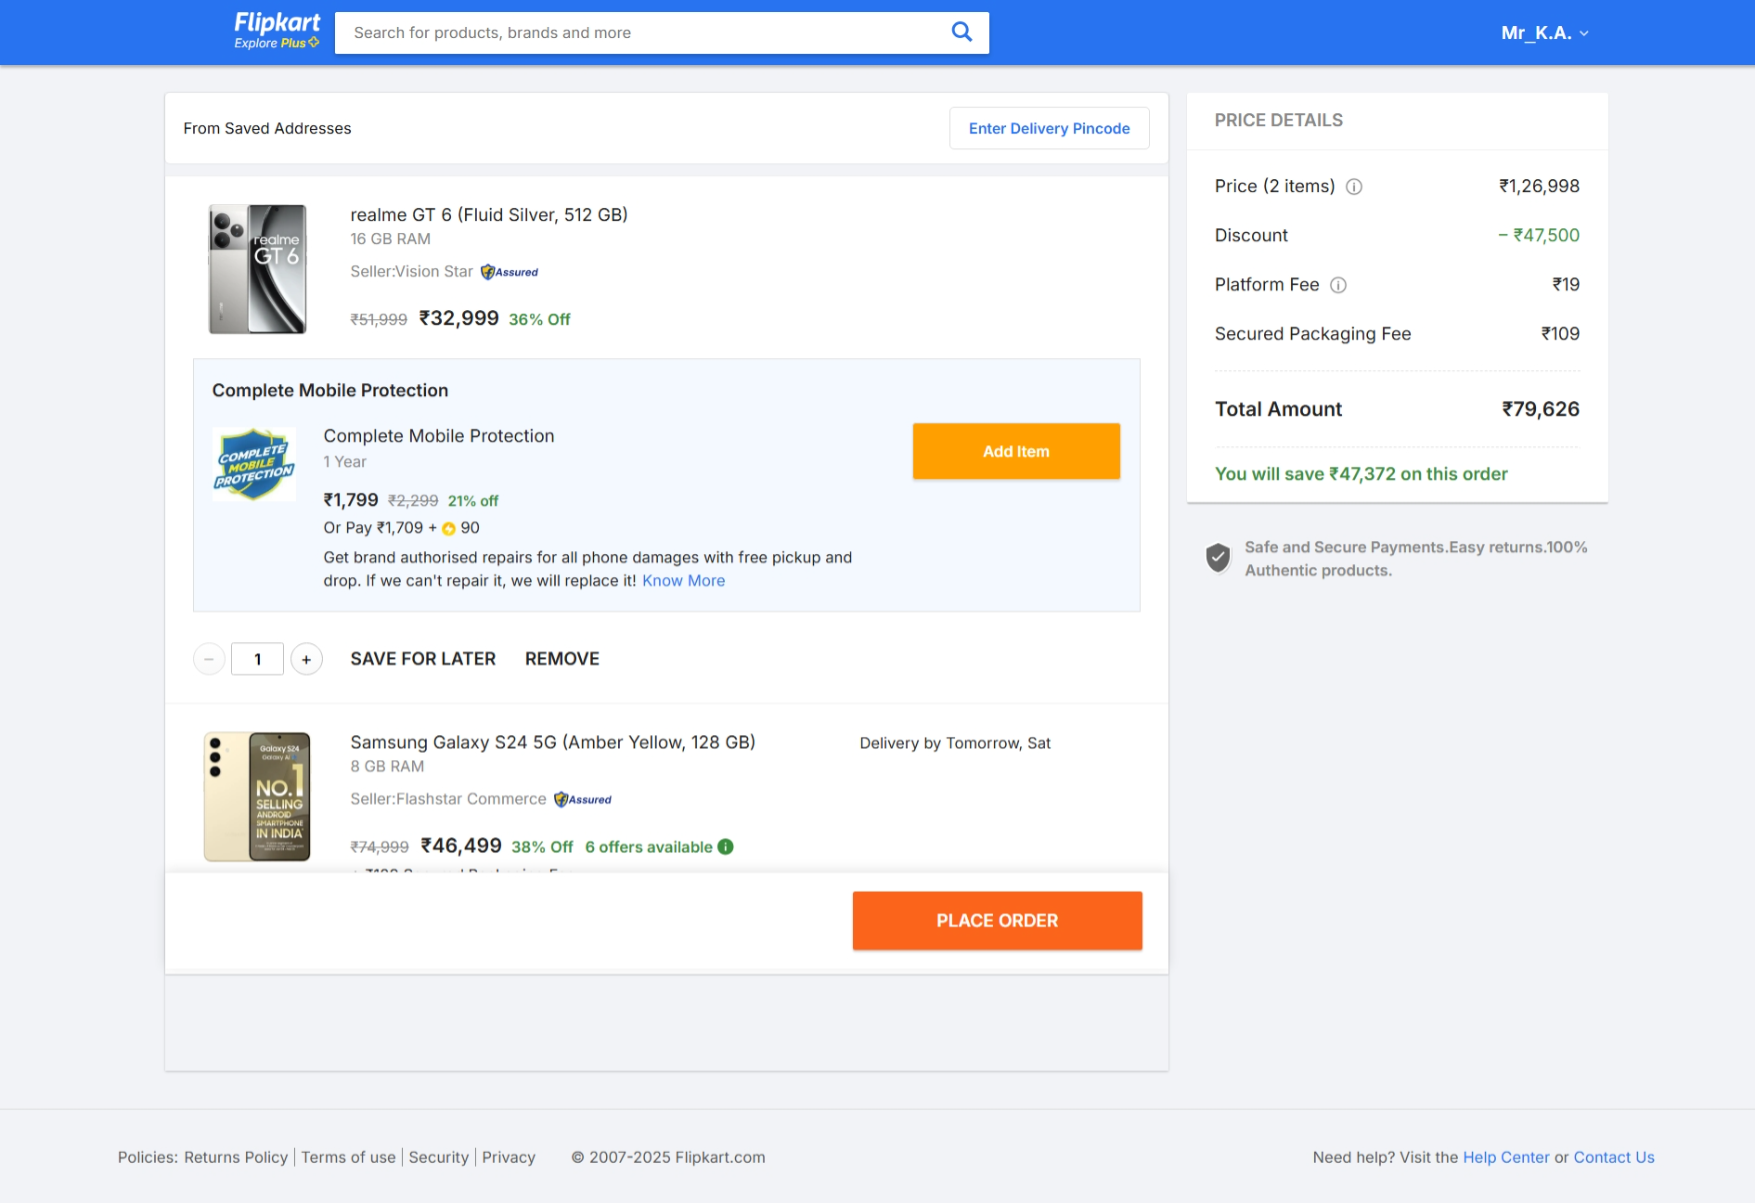 Flipkart
Explore Plus
Search for products, brands and more
Mr_K.A.
From Saved Addresses
Enter Delivery Pincode
realme
GT 6
realme GT 6 (Fluid Silver, 512 GB)
16 GB RAM
Seller:Vision Star Assured
₹51,999 ₹32,999 36% Off
Complete Mobile Protection
COMPLETE
MOBILE
PROTECTION
Complete Mobile Protection
1 Year
₹1,799 ₹2,299 21% off
Or Pay ₹1,709 + 90
Get brand authorised repairs for all phone damages with free pickup and
drop. If we can't repair it, we will replace it! Know More
Add Item
− 1 + SAVE FOR LATER REMOVE
Galaxy S24
Galaxy AI
NO.1
SELLING
ANDROID
SMARTPHONE
IN INDIA
Samsung Galaxy S24 5G (Amber Yellow, 128 GB)
8 GB RAM
Seller:Flashstar Commerce Assured
₹74,999 ₹46,499 38% Off 6 offers available
Delivery by Tomorrow, Sat
PLACE ORDER
PRICE DETAILS
Price (2 items) ₹1,26,998
Discount − ₹47,500
Platform Fee ₹19
Secured Packaging Fee ₹109
Total Amount ₹79,626
You will save ₹47,372 on this order
Safe and Secure Payments.Easy returns.100%
Authentic products.
Policies: Returns Policy | Terms of use | Security | Privacy © 2007-2025 Flipkart.com
Need help? Visit the Help Center or Contact Us